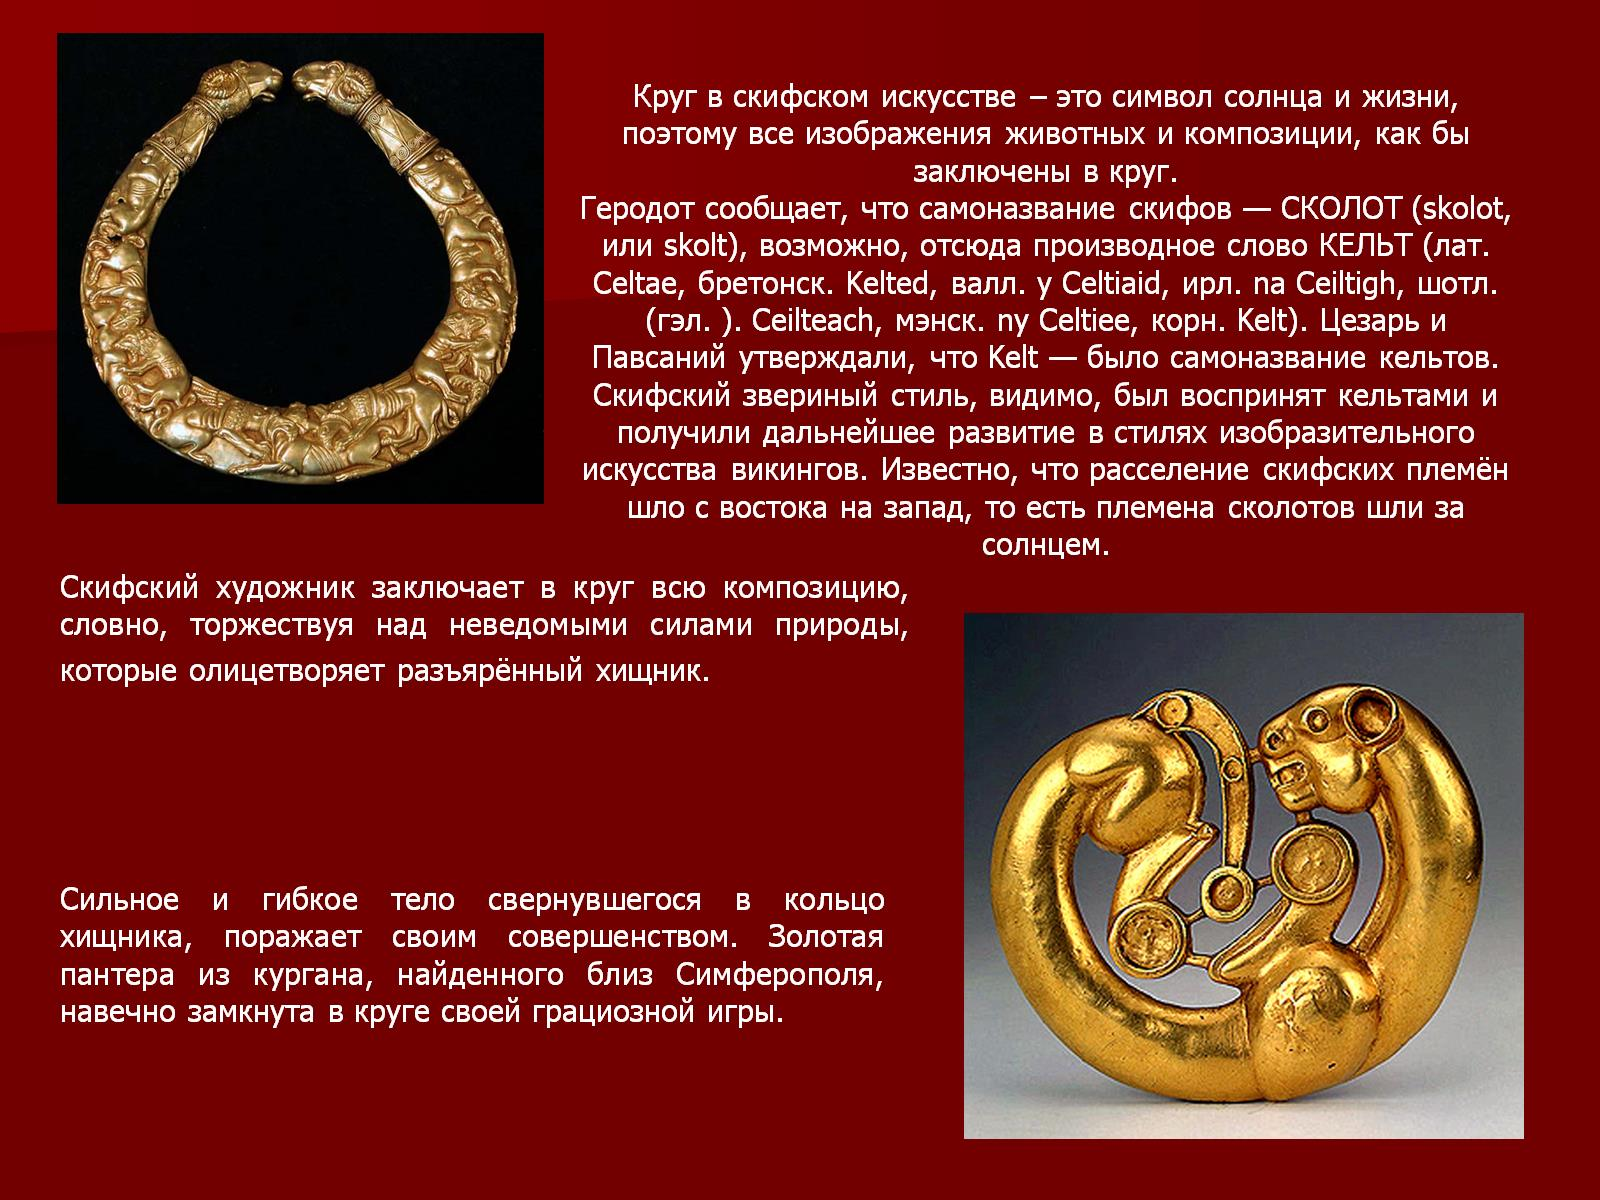 Круг в скифском искусстве – это символ солнца и жизни,
поэтому все изображения животных и композиции, как бы
заключены в круг.
Геродот сообщает, что самоназвание скифов — СКОЛОТ (skolot,
или skolt), возможно, отсюда производное слово КЕЛЬТ (лат.
Celtae, бретонск. Kelted, валл. y Celtiaid, ирл. na Ceiltigh, шотл.
(гэл. ). Ceilteach, мэнск. ny Celtiee, корн. Kelt). Цезарь и
Павсаний утверждали, что Kelt — было самоназвание кельтов.
Скифский звериный стиль, видимо, был воспринят кельтами и
получили дальнейшее развитие в стилях изобразительного
искусства викингов. Известно, что расселение скифских племён
шло с востока на запад, то есть племена сколотов шли за
солнцем.
Скифский художник заключает в круг всю композицию,
словно, торжествуя над неведомыми силами природы,
которые олицетворяет разъярённый хищник.
Сильное и гибкое тело свернувшегося в кольцо
хищника, поражает своим совершенством. Золотая
пантера из кургана, найденного близ Симферополя,
навечно замкнута в круге своей грациозной игры.